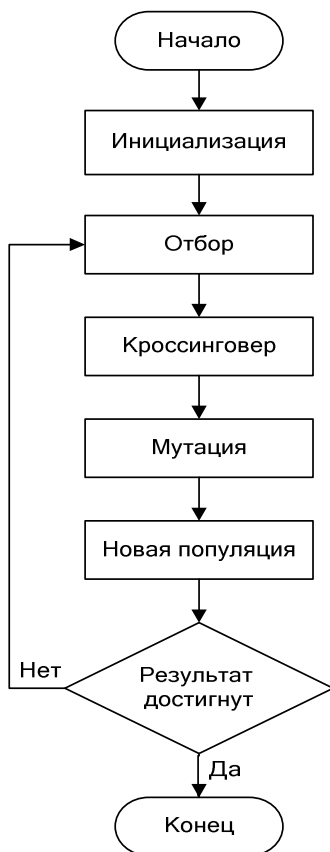 Начало
Инициализация
Отбор
Кроссинговер
Мутация
Новая популяция
Нет
Результат
достигнут
Да
Конец